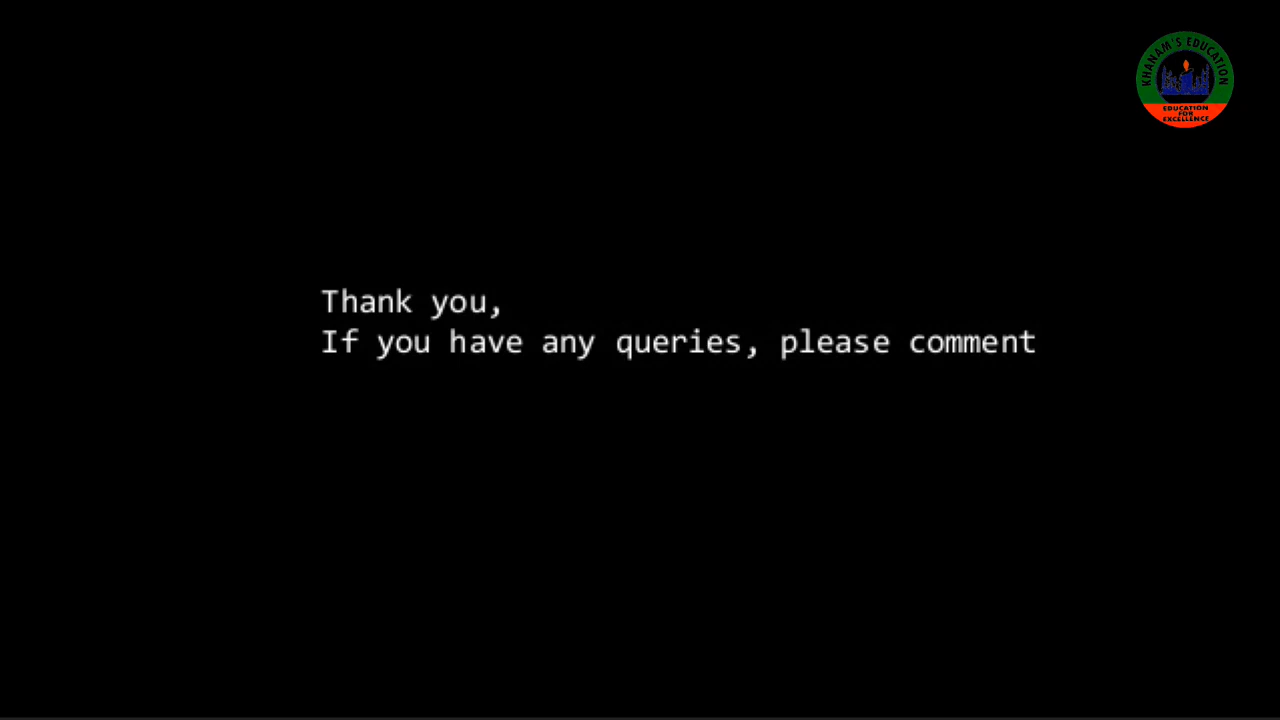 KHANAM'S EDUCATION
EDUCATION
FOR
EXCELLENCE
Thank you,
If you have any queries, please comment